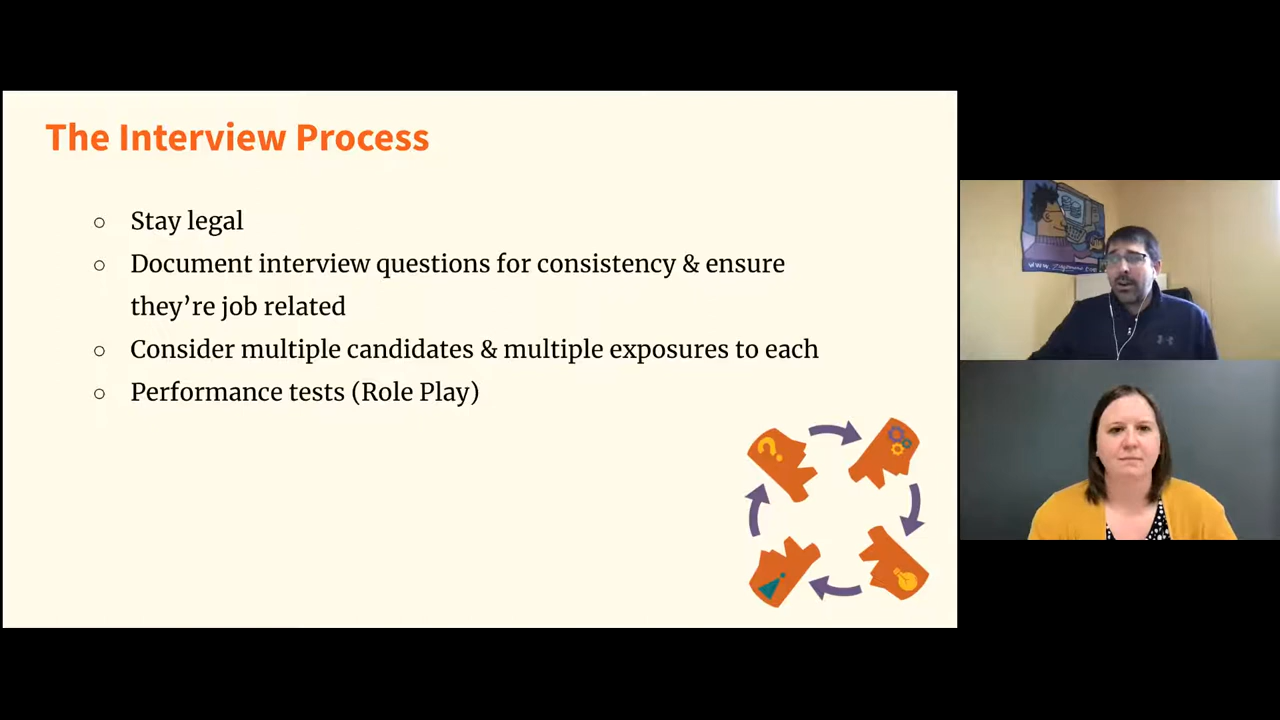 The Interview Process
○ Stay legal
○ Document interview questions for consistency & ensure
they’re job related
○ Consider multiple candidates & multiple exposures to each
○ Performance tests (Role Play)
?